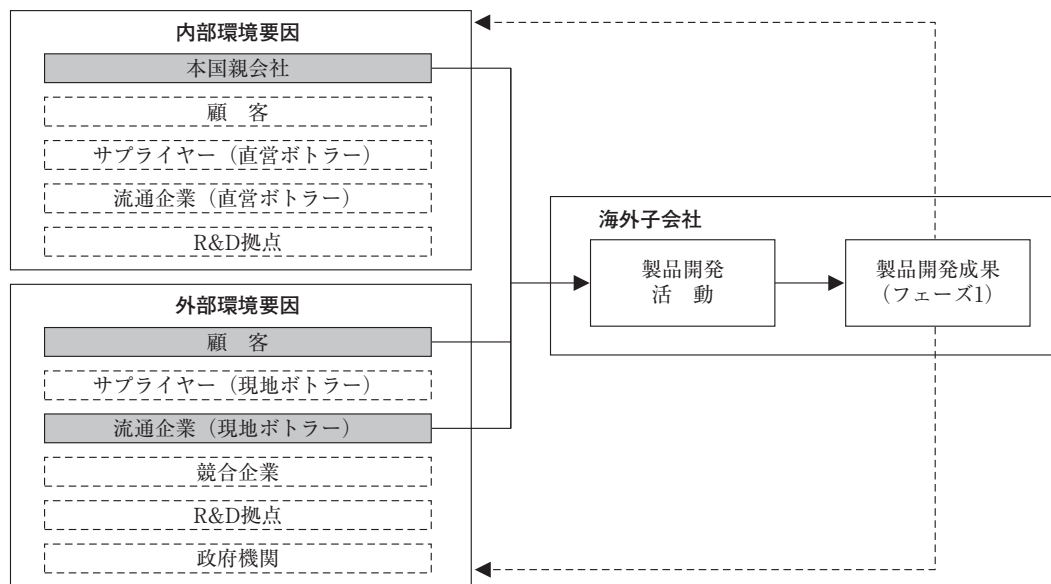 内部環境要因
本国親会社
顧　客
サプライヤー（直営ボトラー）
流通企業（直営ボトラー）
R&D拠点
外部環境要因
顧　客
サプライヤー（現地ボトラー）
流通企業（現地ボトラー）
競合企業
R&D拠点
政府機関
海外子会社
製品開発
活　動
製品開発成果
（フェーズ1）